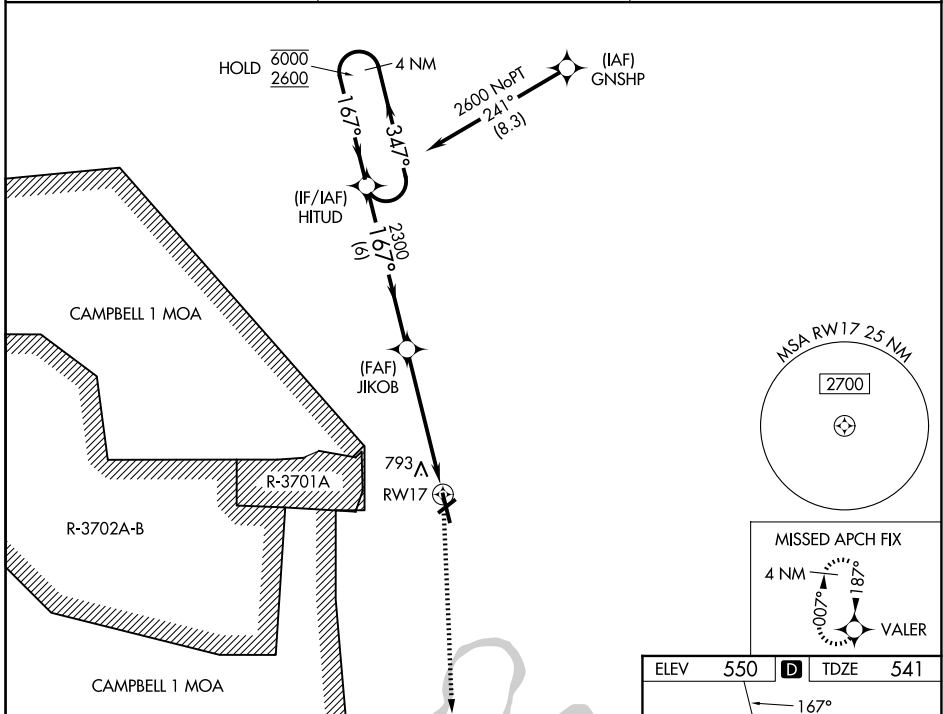 HOLD 6000
2600
4 NM
(IAF)
GNSHP
2600 NoPT
241°
(8.3)
167°
347°
(IF/IAF)
HITUD
2300
167°
(6)
CAMPBELL 1 MOA
(FAF)
JIKOB
MSA RW17 25 NM
2700
793
RW17
R-3701A
R-3702A-B
MISSED APCH FIX
4 NM
187°
007°
VALER
CAMPBELL 1 MOA
ELEV 550 D TDZE 541
167°